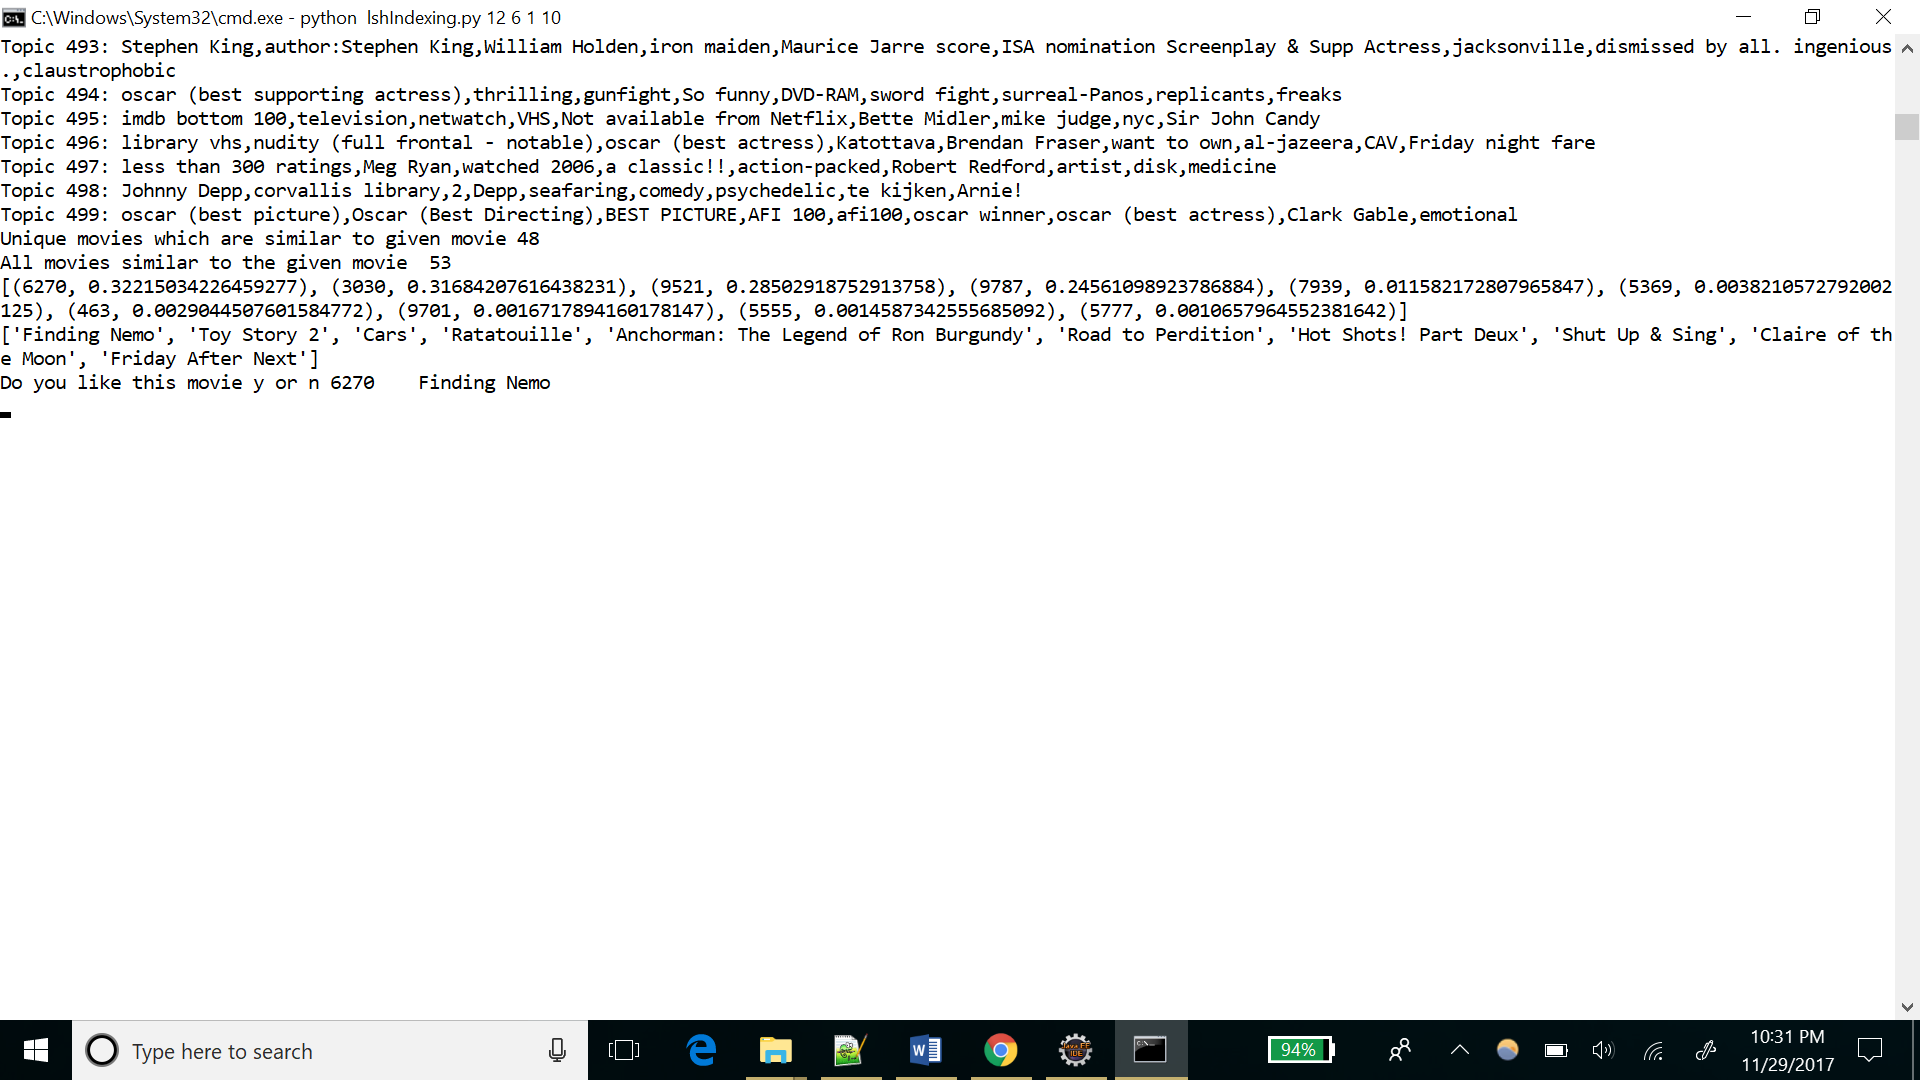 C:\Windows\System32\cmd.exe - python  lshIndexing.py 12 6 1 10
Topic 493: Stephen King,author:Stephen King,William Holden,iron maiden,Maurice Jarre score,ISA nomination Screenplay & Supp Actress,jacksonville,dismissed by all. ingenious
.,claustrophobic
Topic 494: oscar (best supporting actress),thrilling,gunfight,So funny,DVD-RAM,sword fight,surreal-Panos,replicants,freaks
Topic 495: imdb bottom 100,television,netwatch,VHS,Not available from Netflix,Bette Midler,mike judge,nyc,Sir John Candy
Topic 496: library vhs,nudity (full frontal - notable),oscar (best actress),Katottava,Brendan Fraser,want to own,al-jazeera,CAV,Friday night fare
Topic 497: less than 300 ratings,Meg Ryan,watched 2006,a classic!!,action-packed,Robert Redford,artist,disk,medicine
Topic 498: Johnny Depp,corvallis library,2,Depp,seafaring,comedy,psychedelic,te kijken,Arnie!
Topic 499: oscar (best picture),Oscar (Best Directing),BEST PICTURE,AFI 100,afi100,oscar winner,oscar (best actress),Clark Gable,emotional
Unique movies which are similar to given movie 48
All movies similar to the given movie  53
[(6270, 0.32215034226459277), (3030, 0.31684207616438231), (9521, 0.28502918752913758), (9787, 0.24561098923786884), (7939, 0.011582172807965847), (5369, 0.0038210572792002
125), (463, 0.0029044507601584772), (9701, 0.0016717894160178147), (5555, 0.0014587342555685092), (5777, 0.0010657964552381642)]
['Finding Nemo', 'Toy Story 2', 'Cars', 'Ratatouille', 'Anchorman: The Legend of Ron Burgundy', 'Road to Perdition', 'Hot Shots! Part Deux', 'Shut Up & Sing', 'Claire of th
e Moon', 'Friday After Next']
Do you like this movie y or n 6270    Finding Nemo
Type here to search
94%
10:31 PM
11/29/2017